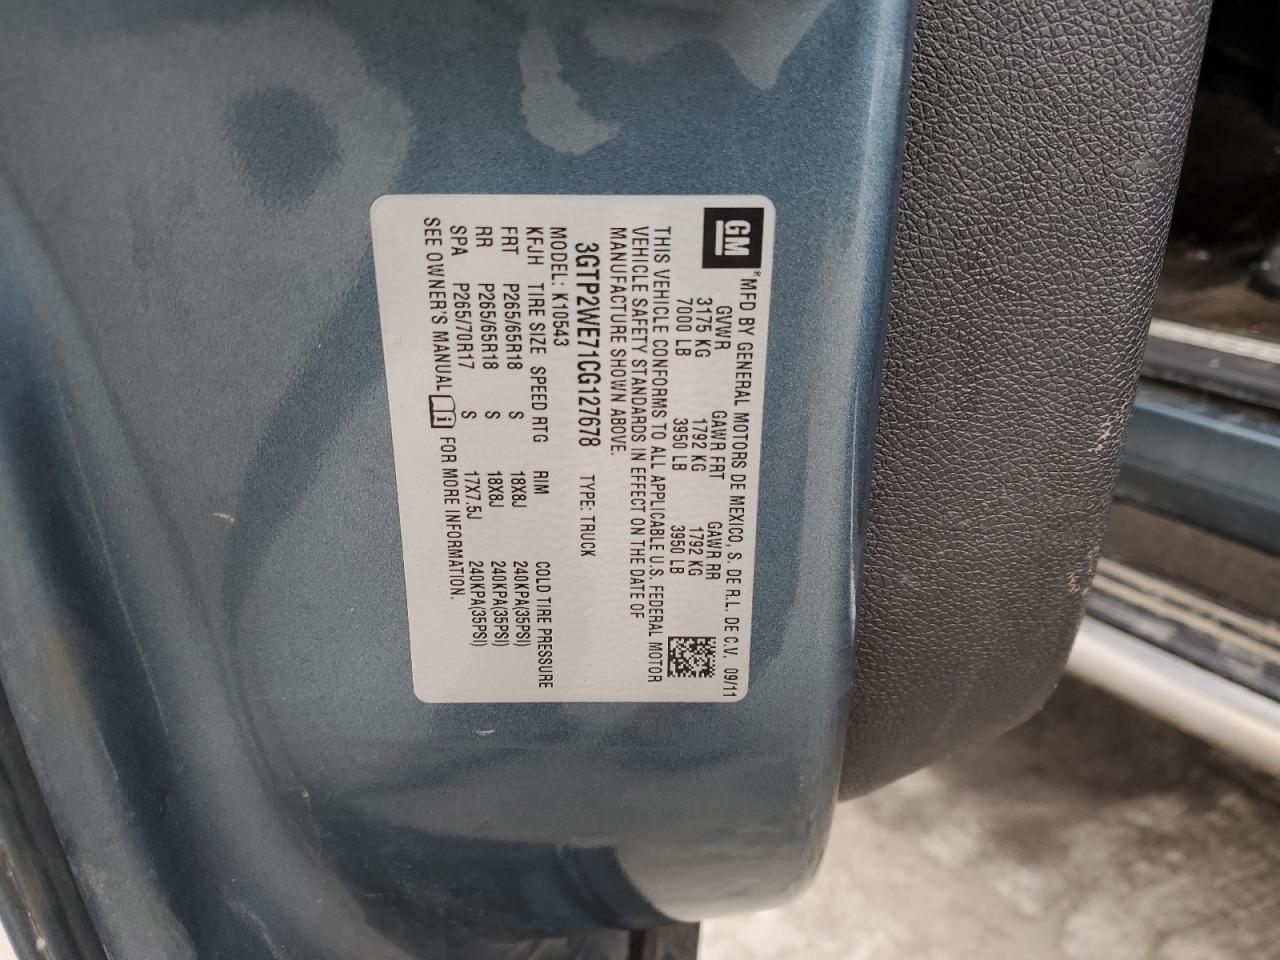 GM
® MFD BY GENERAL MOTORS DE MEXICO, S. DE R.L. DE C.V. 09/11
GVWR GAWR FRT GAWR RR
3175 KG 1792 KG 1792 KG
7000 LB 3950 LB 3950 LB
THIS VEHICLE CONFORMS TO ALL APPLICABLE U.S. FEDERAL MOTOR
VEHICLE SAFETY STANDARDS IN EFFECT ON THE DATE OF
MANUFACTURE SHOWN ABOVE.
3GTP2WE71CG127678 TYPE: TRUCK
MODEL: K10543
KFJH TIRE SIZE SPEED RTG RIM COLD TIRE PRESSURE
FRT P265/65R18 S 18X8J 240KPA(35PSI)
RR P265/65R18 S 18X8J 240KPA(35PSI)
SPA P265/70R17 S 17X7.5J 240KPA(35PSI)
SEE OWNER'S MANUAL i FOR MORE INFORMATION.